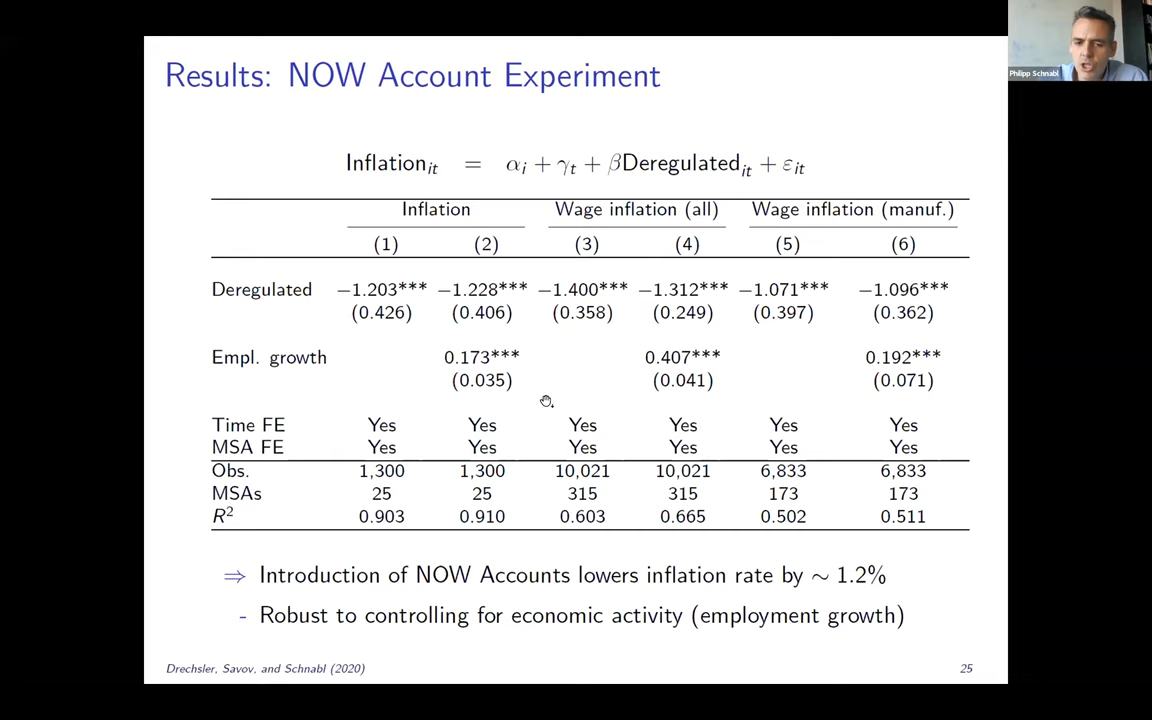 Results: NOW Account Experiment
Philipp Schnabl
Inflation_it = α_i + γ_t + βDeregulated_it + ε_it
Inflation Wage inflation (all) Wage inflation (manuf.)
(1) (2) (3) (4) (5) (6)
Deregulated −1.203*** −1.228*** −1.400*** −1.312*** −1.071*** −1.096***
(0.426) (0.406) (0.358) (0.249) (0.397) (0.362)
Empl. growth 0.173*** 0.407*** 0.192***
(0.035) (0.041) (0.071)
Time FE Yes Yes Yes Yes Yes Yes
MSA FE Yes Yes Yes Yes Yes Yes
Obs. 1,300 1,300 10,021 10,021 6,833 6,833
MSAs 25 25 315 315 173 173
R² 0.903 0.910 0.603 0.665 0.502 0.511
⇒ Introduction of NOW Accounts lowers inflation rate by ∼ 1.2%
- Robust to controlling for economic activity (employment growth)
Drechsler, Savov, and Schnabl (2020) 25